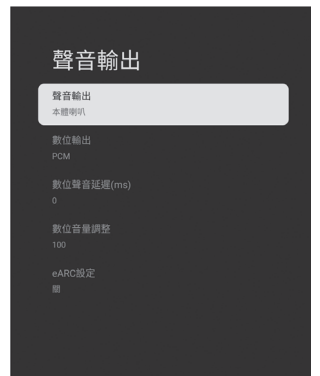 聲音輸出
聲音輸出
本體喇叭
數位輸出
PCM
數位聲音延遲(ms)
0
數位音量調整
100
eARC設定
關